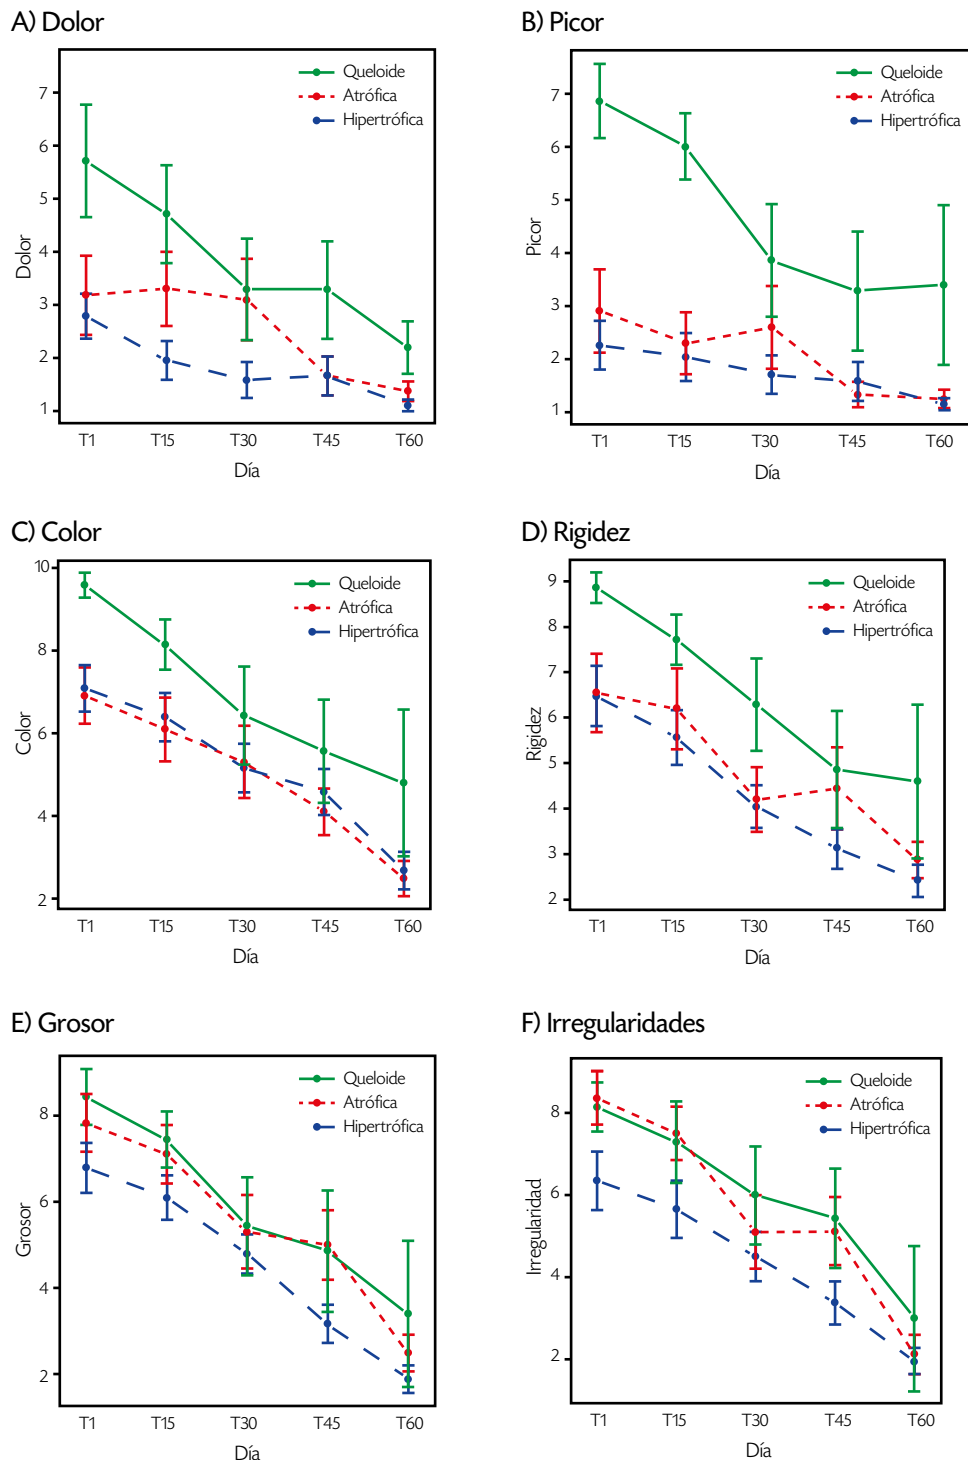 A) Dolor
Queloide
Atrófica
Hipertrófica
7
6
5
4
3
2
1
Dolor
T1 T15 T30 T45 T60
Día
B) Picor
Queloide
Atrófica
Hipertrófica
7
6
5
4
3
2
1
Picor
T1 T15 T30 T45 T60
Día
C) Color
Queloide
Atrófica
Hipertrófica
10
8
6
4
2
Color
T1 T15 T30 T45 T60
Día
D) Rigidez
Queloide
Atrófica
Hipertrófica
9
8
7
6
5
4
3
2
Rigidez
T1 T15 T30 T45 T60
Día
E) Grosor
Queloide
Atrófica
Hipertrófica
8
6
4
2
Grosor
T1 T15 T30 T45 T60
Día
F) Irregularidades
Queloide
Atrófica
Hipertrófica
8
6
4
2
Irregularidad
T1 T15 T30 T45 T60
Día